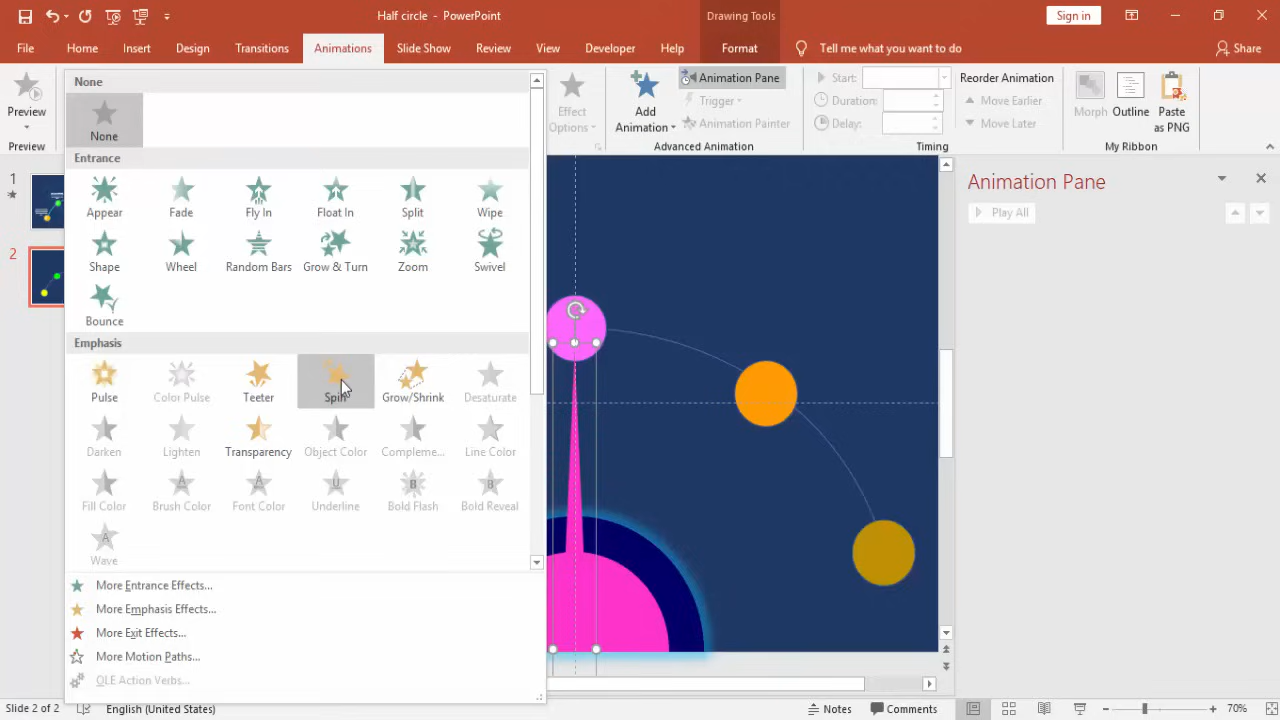 Half circle - PowerPoint
Drawing Tools
Sign in
File Home Insert Design Transitions Animations Slide Show Review View Developer Help Format Tell me what you want to do Share
Preview
Preview
None
None
Entrance
Appear Fade Fly In Float In Split Wipe
Shape Wheel Random Bars Grow & Turn Zoom Swivel
Bounce
Emphasis
Pulse Color Pulse Teeter Spin Grow/Shrink Desaturate
Darken Lighten Transparency Object Color Compleme... Line Color
Fill Color Brush Color Font Color Underline Bold Flash Bold Reveal
Wave
More Entrance Effects...
More Emphasis Effects...
More Exit Effects...
More Motion Paths...
OLE Action Verbs...
Effect Options
Add Animation
Animation Pane
Trigger
Animation Painter
Advanced Animation
Start:
Duration:
Delay:
Reorder Animation
Move Earlier
Move Later
Timing
Morph Outline Paste as PNG
My Ribbon
1
2
Animation Pane
Play All
Slide 2 of 2 English (United States) Notes Comments 70%